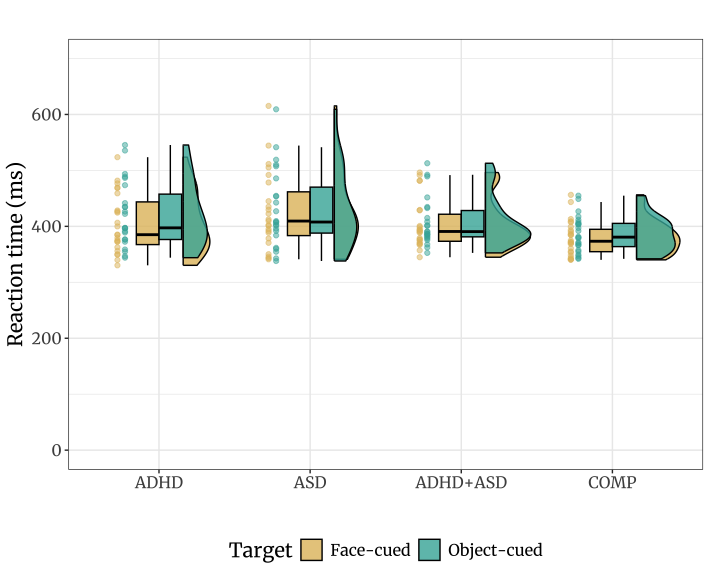 Reaction time (ms)
600
400
200
0
ADHD ASD ADHD+ASD COMP
Target Face-cued Object-cued